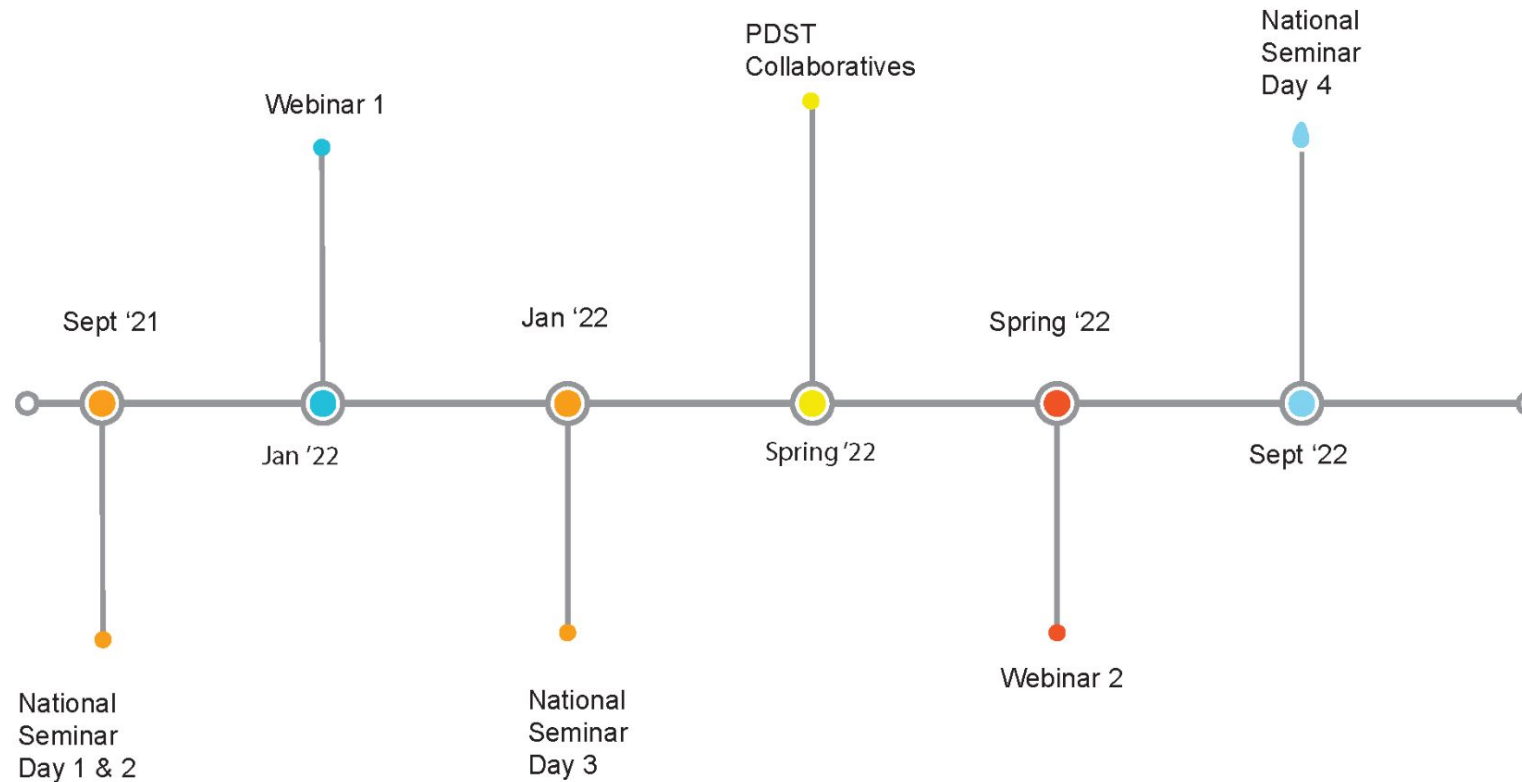 Sept ‘21
National
Seminar
Day 1 & 2
Webinar 1
Jan ’22
Jan ‘22
National
Seminar
Day 3
PDST
Collaboratives
Spring ’22
Spring ‘22
Webinar 2
National
Seminar
Day 4
Sept ‘22